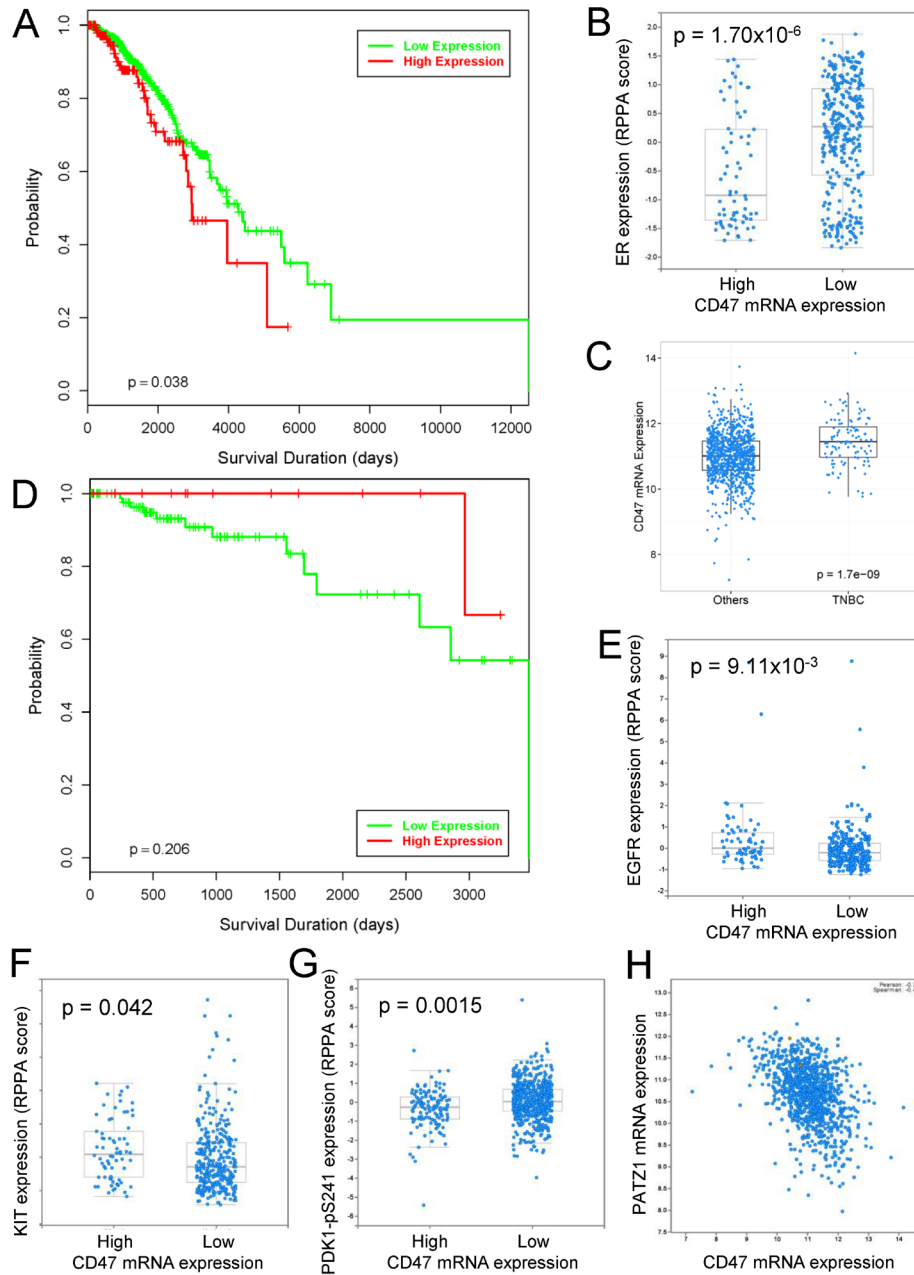 A
Low Expression
High Expression
Probability
1.0
0.8
0.6
0.4
0.2
0.0
p = 0.038
0
2000
4000
6000
8000
10000
12000
Survival Duration (days)
B
p = 1.70x10-6
ER expression (RPPA score)
2.0
1.5
1.0
0.5
0.0
-0.5
-1.0
-1.5
-2.0
High
Low
CD47 mRNA expression
C
CD47 mRNA Expression
14
12
10
8
p = 1.7e−09
Others
TNBC
D
Probability
1.0
0.8
0.6
0.4
0.2
0.0
Low Expression
High Expression
p = 0.206
0
500
1000
1500
2000
2500
3000
Survival Duration (days)
E
p = 9.11x10-3
EGFR expression (RPPA score)
9
8
7
6
5
4
3
2
1
0
-1
-2
High
Low
CD47 mRNA expression
F
p = 0.042
KIT expression (RPPA score)
High
Low
CD47 mRNA expression
G
p = 0.0015
PDK1-pS241 expression (RPPA score)
6
5
4
3
2
1
0
-1
-2
-3
-4
-5
-6
High
Low
CD47 mRNA expression
H
Pearson:
Spearman:
PATZ1 mRNA expression
13.0
12.5
12.0
11.5
11.0
10.5
10.0
9.5
9.0
8.5
8.0
7.5
7
8
9
10
11
12
13
14
CD47 mRNA expression